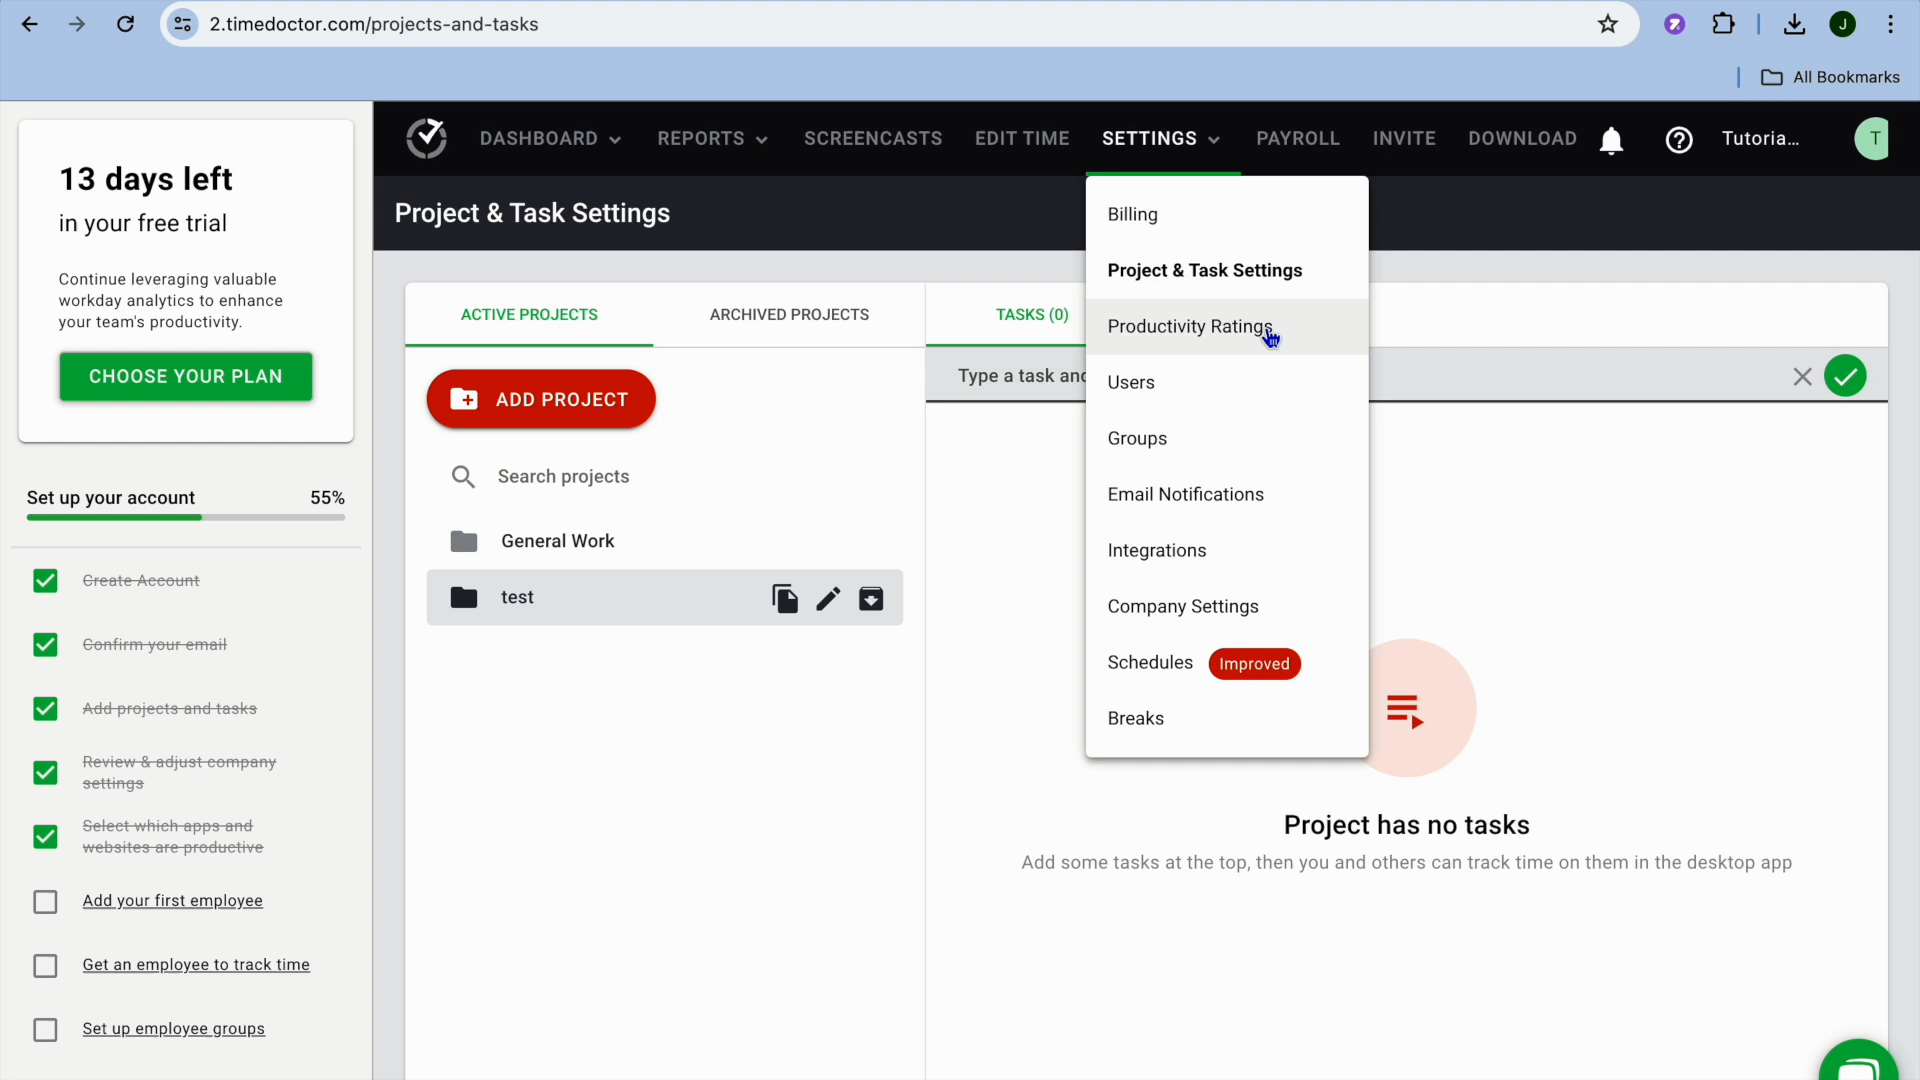 2.timedoctor.com/projects-and-tasks
J
All Bookmarks
13 days left
in your free trial
Continue leveraging valuable
workday analytics to enhance
your team's productivity.
CHOOSE YOUR PLAN
Set up your account 55%
Create Account
Confirm your email
Add projects and tasks
Review & adjust company
settings
Select which apps and
websites are productive
Add your first employee
Get an employee to track time
Set up employee groups
DASHBOARD REPORTS SCREENCASTS EDIT TIME SETTINGS PAYROLL INVITE DOWNLOAD Tutoria... T
Project & Task Settings
ACTIVE PROJECTS ARCHIVED PROJECTS TASKS (0)
ADD PROJECT
Search projects
General Work
test
Type a task and
Billing
Project & Task Settings
Productivity Ratings
Users
Groups
Email Notifications
Integrations
Company Settings
Schedules Improved
Breaks
Project has no tasks
Add some tasks at the top, then you and others can track time on them in the desktop app